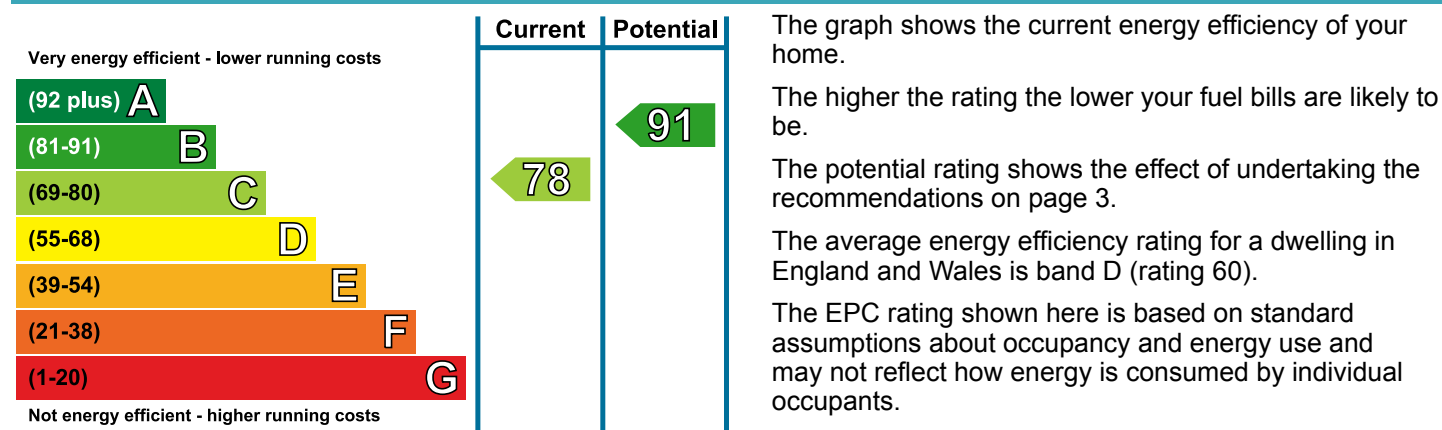 Current Potential
Very energy efficient - lower running costs
(92 plus) A
(81-91) B
(69-80) C
(55-68) D
(39-54) E
(21-38) F
(1-20) G
Not energy efficient - higher running costs
78
91
The graph shows the current energy efficiency of your
home.
The higher the rating the lower your fuel bills are likely to
be.
The potential rating shows the effect of undertaking the
recommendations on page 3.
The average energy efficiency rating for a dwelling in
England and Wales is band D (rating 60).
The EPC rating shown here is based on standard
assumptions about occupancy and energy use and
may not reflect how energy is consumed by individual
occupants.